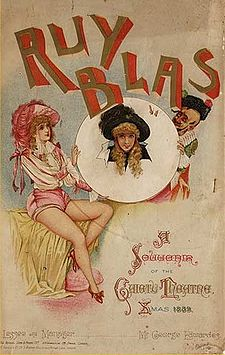 RUY
BLAS
A
Souvenir
OF THE
Gaiety Theatre
Xmas 1889.
Lessee and Manager Mr George Edwardes